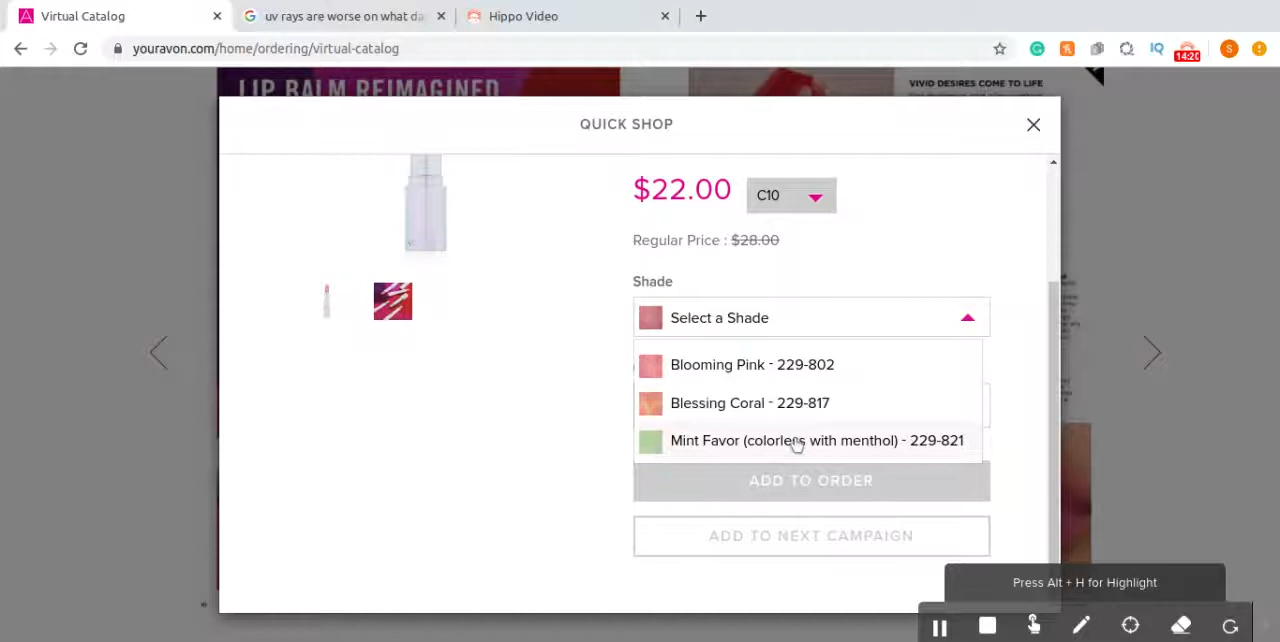 Virtual Catalog
uv rays are worse on what da
Hippo Video
youravon.com/home/ordering/virtual-catalog
14:20
S
LIP BALM REIMAGINED
VIVID DESIRES COME TO LIFE
QUICK SHOP
$22.00
C10
Regular Price : $28.00
Shade
Select a Shade
Blooming Pink - 229-802
Blessing Coral - 229-817
Mint Favor (colorless with menthol) - 229-821
ADD TO ORDER
ADD TO NEXT CAMPAIGN
Press Alt + H for Highlight